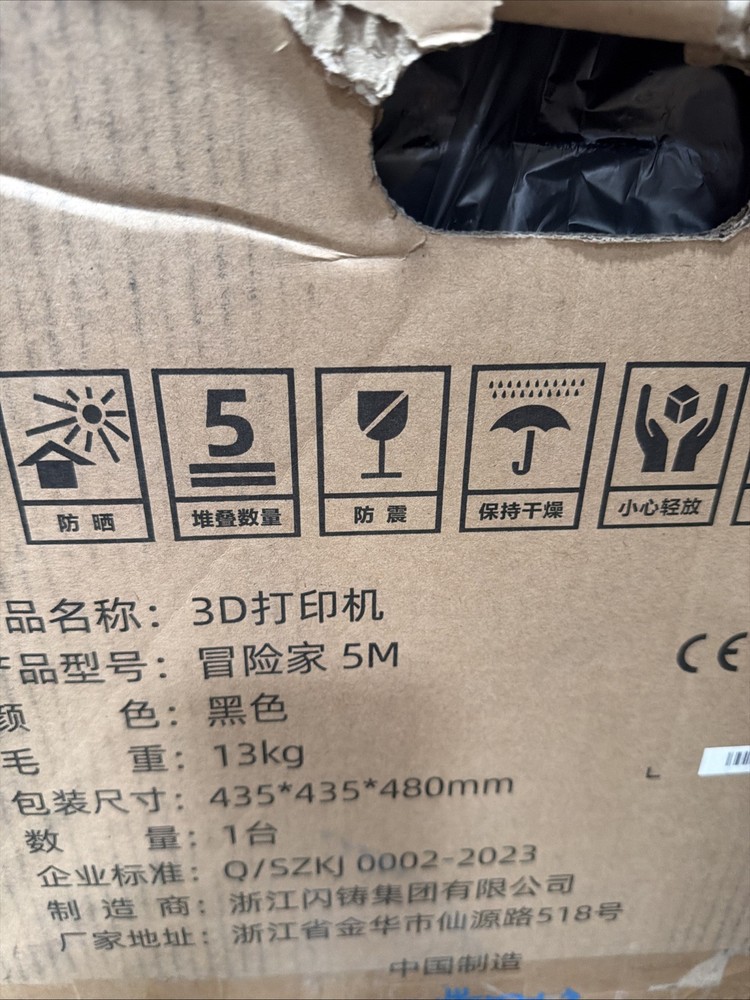 5
防晒 堆叠数量 防震 保持干燥 小心轻放
品名称：3D打印机
产品型号：冒险家 5M
颜色：黑色
CE
毛重：13kg
包装尺寸：435*435*480mm
数量：1台
企业标准：Q/SZKJ 0002-2023
制造商：浙江闪铸集团有限公司
厂家地址：浙江省金华市仙源路518号
中国制造